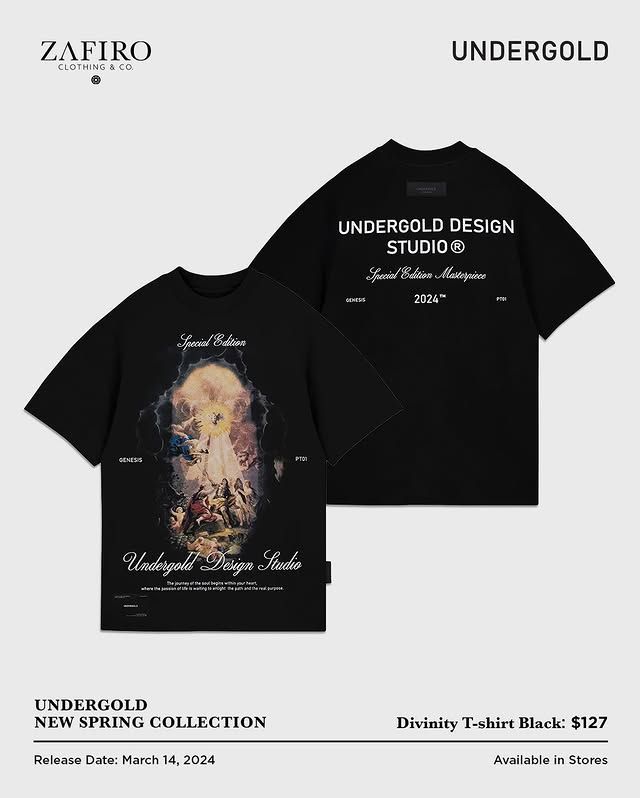 ZAFIRO
CLOTHING & CO.
UNDERGOLD
UNDERGOLD
UNDERGOLD DESIGN
STUDIO®
Special Edition Masterpiece
GENESIS
2024™
PT01
Special Edition
GENESIS
PT01
Undergold Design Studio
The journey of the soul begins within your heart,
where the passion of life is waiting to enlight the path and the real purpose.
UNDERGOLD
UNDERGOLD
NEW SPRING COLLECTION
Divinity T-shirt Black: $127
Release Date: March 14, 2024
Available in Stores